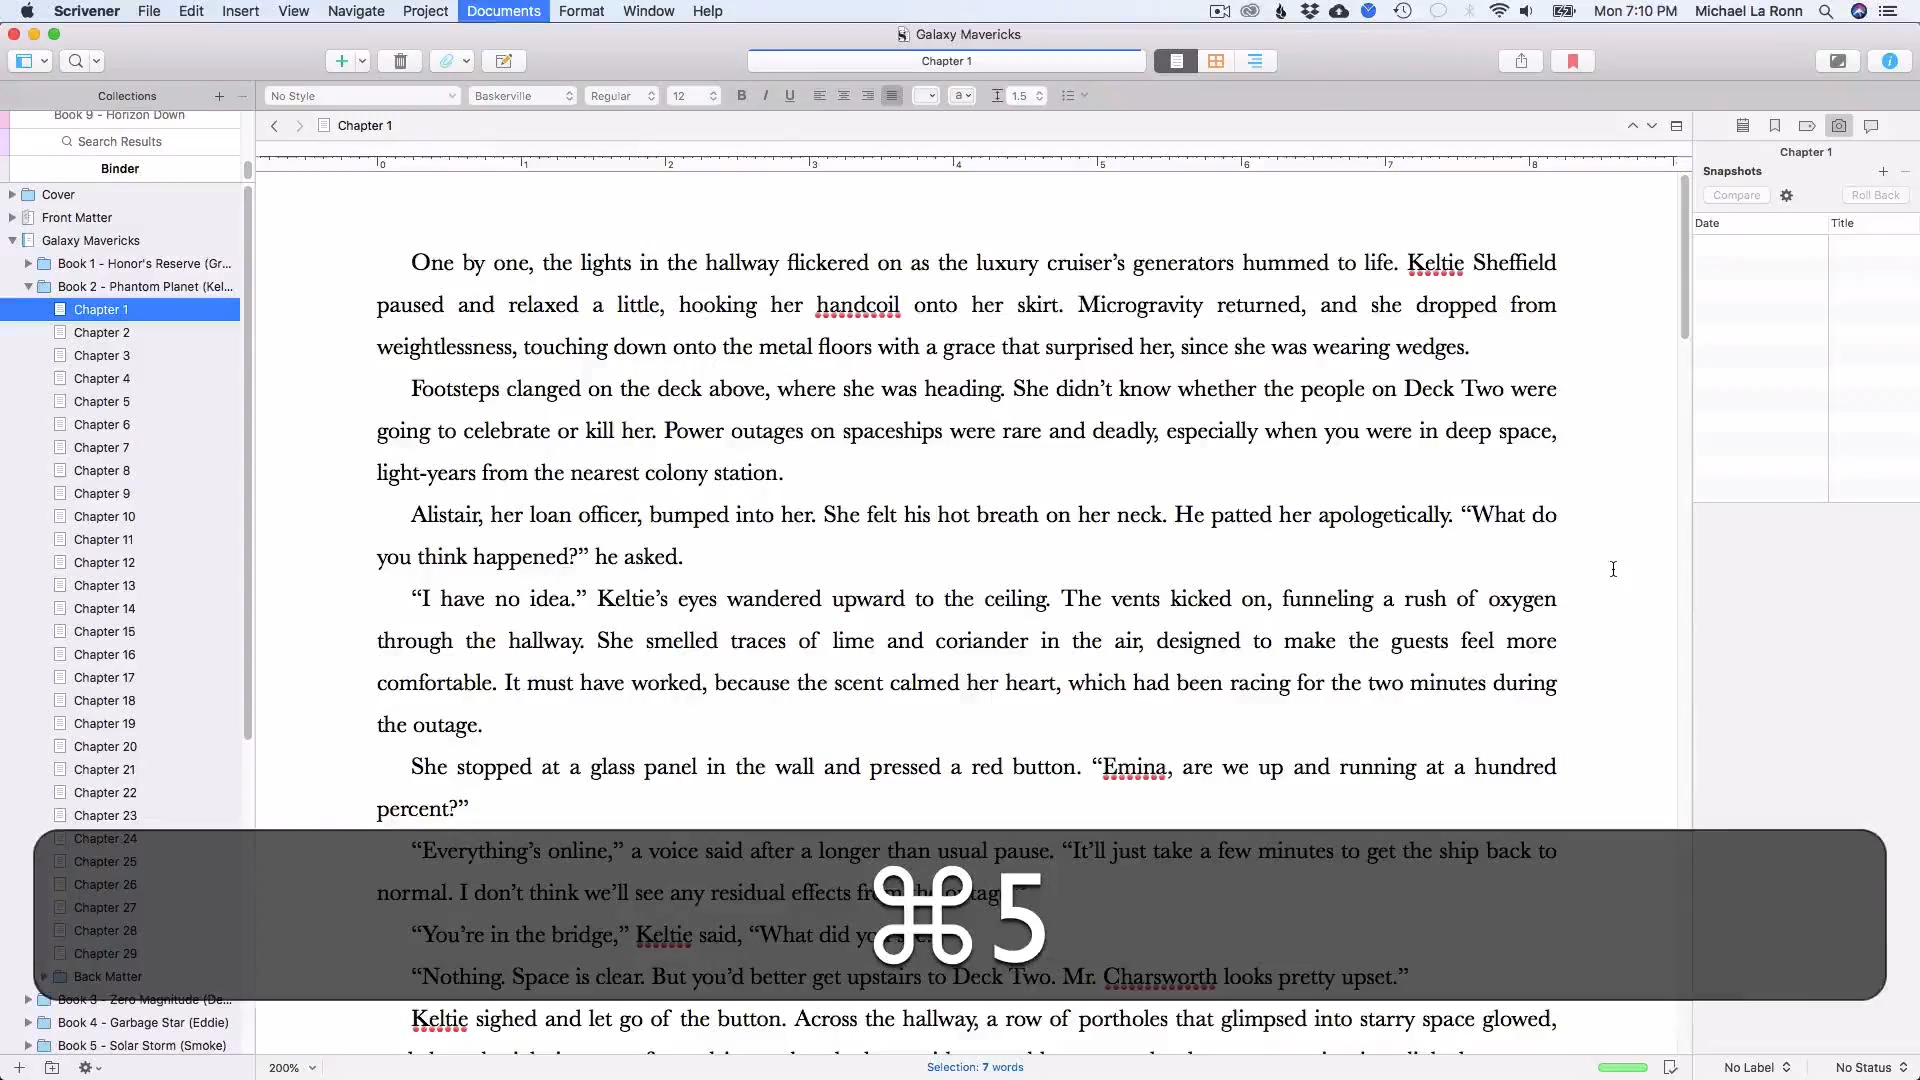 Scrivener File Edit Insert View Navigate Project Documents Format Window Help Mon 7:10 PM Michael La Ronn
Galaxy Mavericks
Chapter 1
Collections
No Style Baskerville Regular 12 B I U a 1.5
Book 9 - Horizon Down
Search Results
Binder
Cover
Front Matter
Galaxy Mavericks
Book 1 - Honor's Reserve (Gr...
Book 2 - Phantom Planet (Kel...
Chapter 1
Chapter 2
Chapter 3
Chapter 4
Chapter 5
Chapter 6
Chapter 7
Chapter 8
Chapter 9
Chapter 10
Chapter 11
Chapter 12
Chapter 13
Chapter 14
Chapter 15
Chapter 16
Chapter 17
Chapter 18
Chapter 19
Chapter 20
Chapter 21
Chapter 22
Chapter 23
Chapter 24
Chapter 25
Chapter 26
Chapter 27
Chapter 28
Chapter 29
Back Matter
Book 3 - Zero Magnitude (De...
Book 4 - Garbage Star (Eddie)
Book 5 - Solar Storm (Smoke)
Chapter 1
0 1 2 3 4 5 6 7 8
One by one, the lights in the hallway flickered on as the luxury cruiser’s generators hummed to life. Keltie Sheffield
paused and relaxed a little, hooking her handcoil onto her skirt. Microgravity returned, and she dropped from
weightlessness, touching down onto the metal floors with a grace that surprised her, since she was wearing wedges.
Footsteps clanged on the deck above, where she was heading. She didn’t know whether the people on Deck Two were
going to celebrate or kill her. Power outages on spaceships were rare and deadly, especially when you were in deep space,
light-years from the nearest colony station.
Alistair, her loan officer, bumped into her. She felt his hot breath on her neck. He patted her apologetically. “What do
you think happened?” he asked.
“I have no idea.” Keltie’s eyes wandered upward to the ceiling. The vents kicked on, funneling a rush of oxygen
through the hallway. She smelled traces of lime and coriander in the air, designed to make the guests feel more
comfortable. It must have worked, because the scent calmed her heart, which had been racing for the two minutes during
the outage.
She stopped at a glass panel in the wall and pressed a red button. “Emina, are we up and running at a hundred
percent?”
“Everything’s online,” a voice said after a longer than usual pause. “It’ll just take a few minutes to get the ship back to
normal. I don’t think we’ll see any residual effects
“You’re in the bridge,” Keltie said, “What did
“Nothing. Space is clear. But you’d better get upstairs to Deck Two. Mr. Charsworth looks pretty upset.”
Keltie sighed and let go of the button. Across the hallway, a row of portholes that glimpsed into starry space glowed,
⌘5
200%
Selection: 7 words
Chapter 1
Snapshots
Compare Roll Back
Date Title
No Label No Status